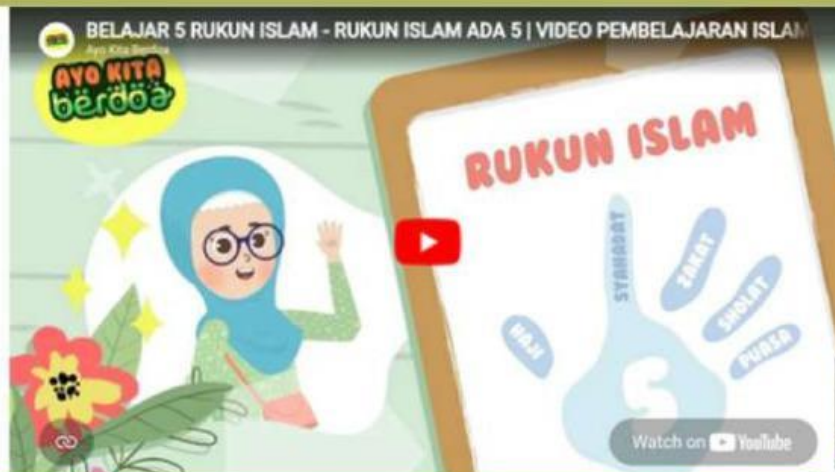 BELAJAR 5 RUKUN ISLAM - RUKUN ISLAM ADA 5 | VIDEO PEMBELAJARAN ISLAM
Ayo Kita Berdoa
AYO KITA
berdoa
RUKUN ISLAM
SYAHADAT
ZAKAT
SHOLAT
PUASA
HAJI
5
Watch on YouTube